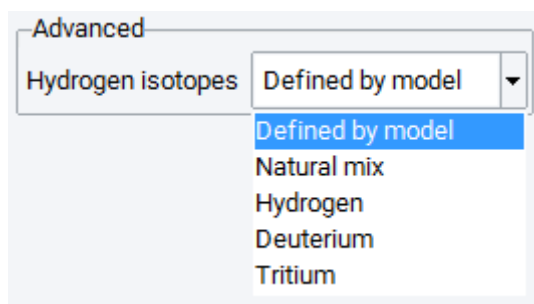 Advanced
Hydrogen isotopes Defined by model
Defined by model
Natural mix
Hydrogen
Deuterium
Tritium